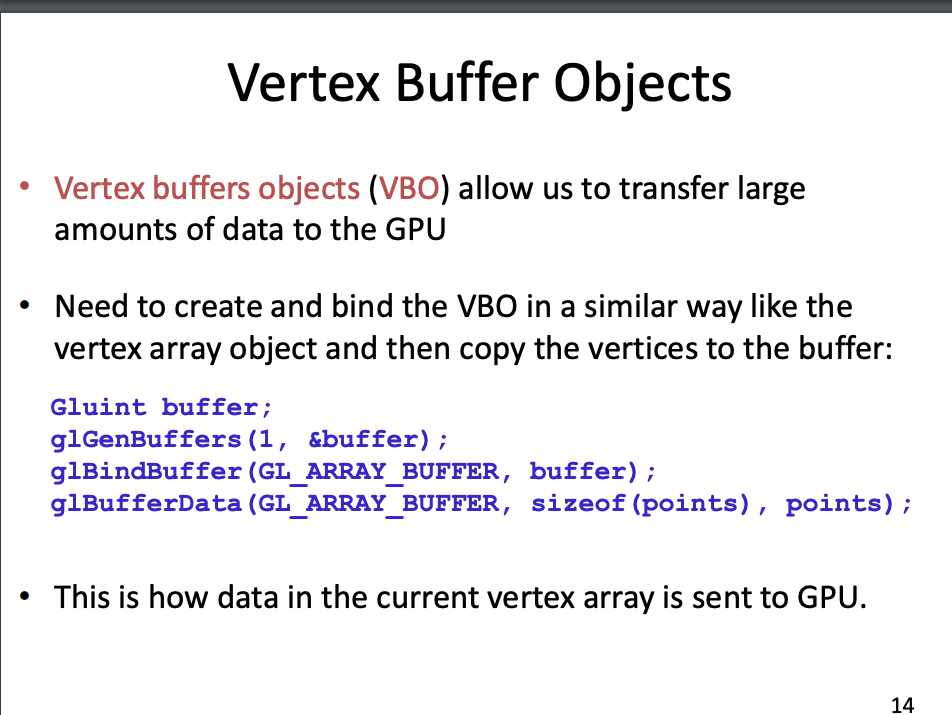 Vertex Buffer Objects
• Vertex buffers objects (VBO) allow us to transfer large
amounts of data to the GPU
• Need to create and bind the VBO in a similar way like the
vertex array object and then copy the vertices to the buffer:
Gluint buffer;
glGenBuffers(1, &buffer);
glBindBuffer(GL_ARRAY_BUFFER, buffer);
glBufferData(GL_ARRAY_BUFFER, sizeof(points), points);
• This is how data in the current vertex array is sent to GPU.
14